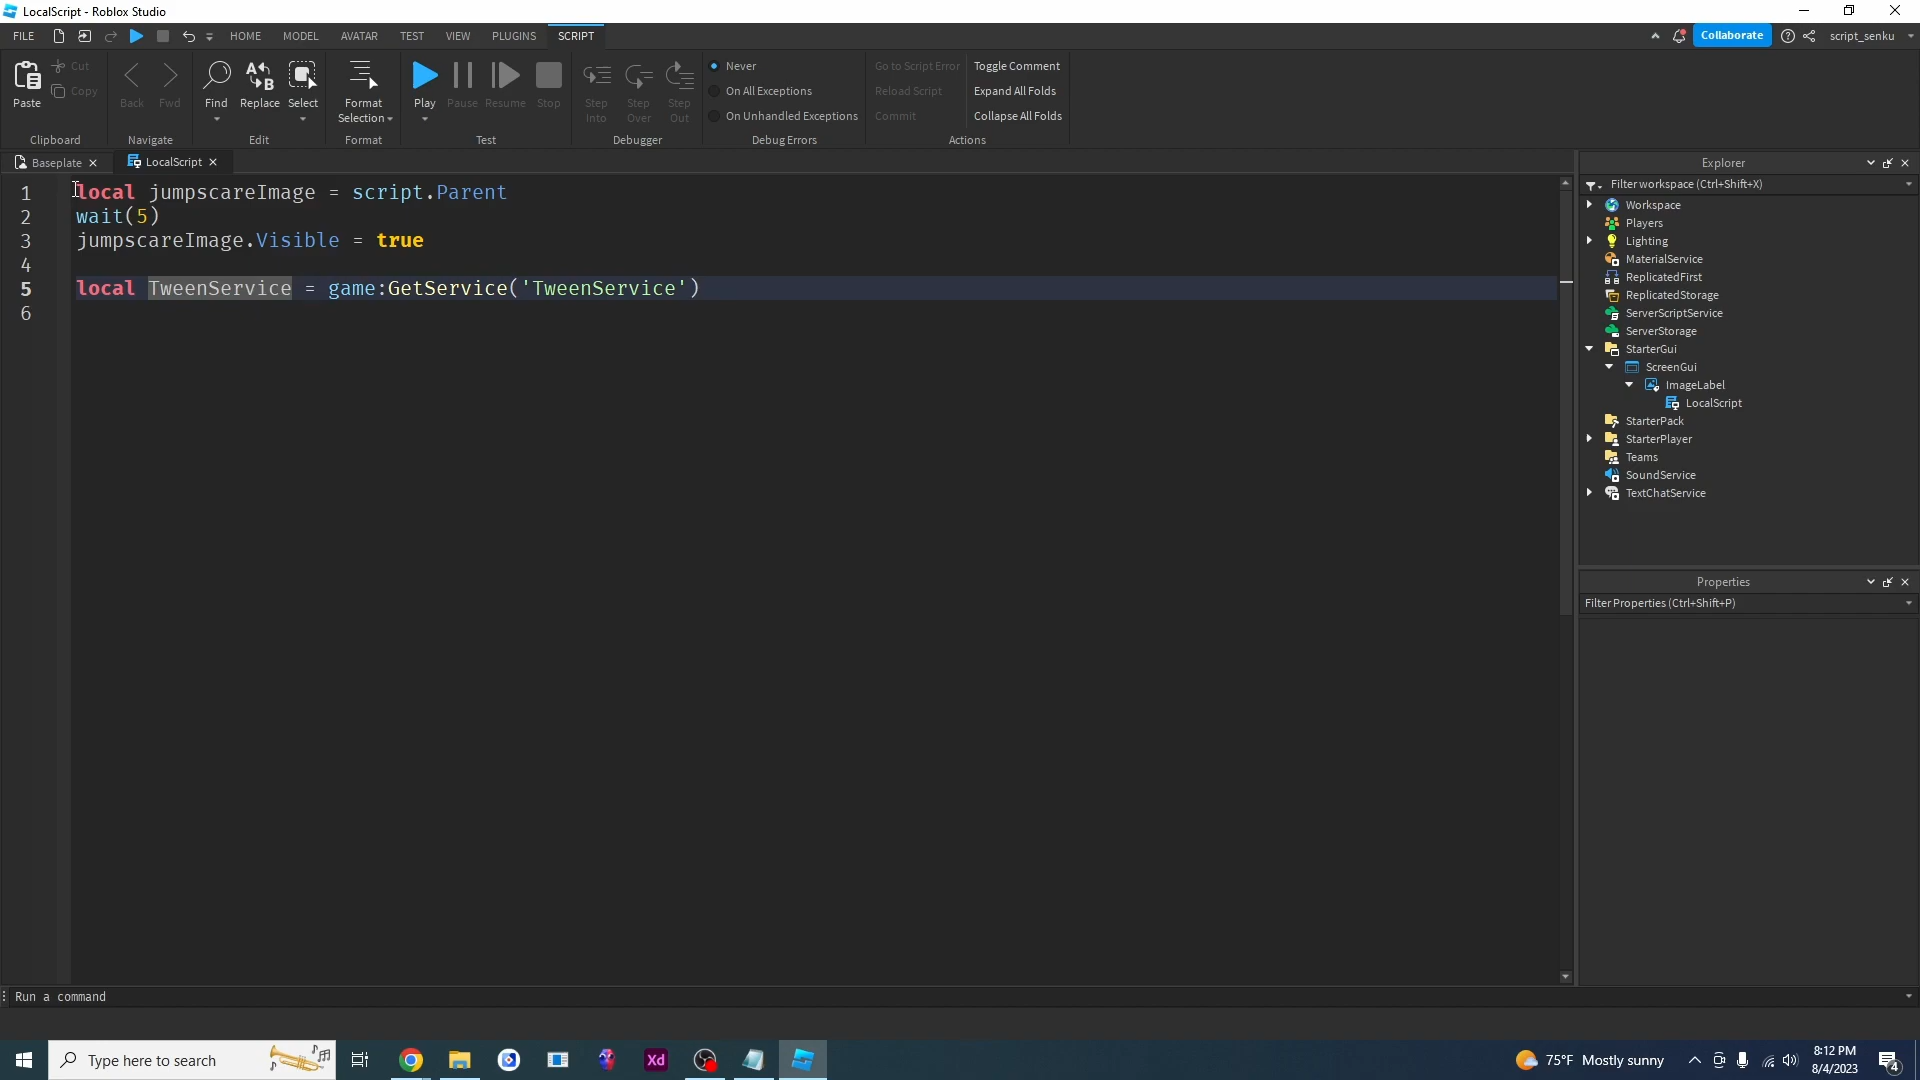 LocalScript - Roblox Studio
FILE HOME MODEL AVATAR TEST VIEW PLUGINS SCRIPT Collaborate script_senku
Paste Cut Copy Clipboard
Back Fwd Navigate
Find Replace Select Edit
Format Selection Format
Play Pause Resume Stop Test
Step Into Step Over Step Out Debugger
Never
On All Exceptions
On Unhandled Exceptions
Debug Errors
Go to Script Error Toggle Comment
Reload Script Expand All Folds
Commit Collapse All Folds
Actions
Baseplate LocalScript
1 local jumpscareImage = script.Parent
2 wait(5)
3 jumpscareImage.Visible = true
4
5 local TweenService = game:GetService('TweenService')
6
Explorer
Filter workspace (Ctrl+Shift+X)
Workspace
Players
Lighting
MaterialService
ReplicatedFirst
ReplicatedStorage
ServerScriptService
ServerStorage
StarterGui
ScreenGui
ImageLabel
LocalScript
StarterPack
StarterPlayer
Teams
SoundService
TextChatService
Properties
Filter Properties (Ctrl+Shift+P)
Run a command
Type here to search
Xd
75°F Mostly sunny
8:12 PM
8/4/2023
4